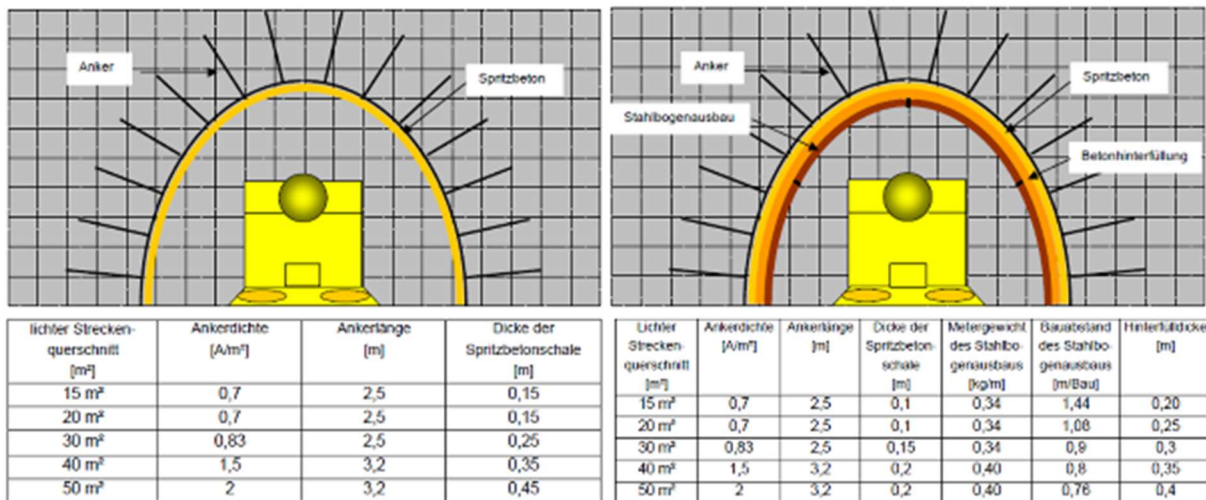 Anker
Spritzbeton
Anker
Spritzbeton
Stahlbogenausbau
Betonhinterfüllung
lichter Strecken- Ankerdichte Ankerlänge Dicke der
querschnitt [A/m²] [m] Spritzbetonschale
[m²] [m]
15 m² 0,7 2,5 0,15
20 m² 0,7 2,5 0,15
30 m² 0,83 2,5 0,25
40 m² 1,5 3,2 0,35
50 m² 2 3,2 0,45
Lichter Ankerdichte Ankerlänge Dicke der Metergewicht Bauabstand Hinterfülldicke
Strecken- [A/m²] [m] Spritzbeton- des Stahlbo- des Stahlbo- [m]
querschnitt schale genausbaus genausbaus
[m²] [m] [kg/m] [m/Bau]
15 m² 0,7 2,5 0,1 0,34 1,44 0,20
20 m² 0,7 2,5 0,1 0,34 1,08 0,25
30 m² 0,83 2,5 0,15 0,34 0,9 0,3
40 m² 1,5 3,2 0,2 0,40 0,8 0,35
50 m² 2 3,2 0,2 0,40 0,76 0,4